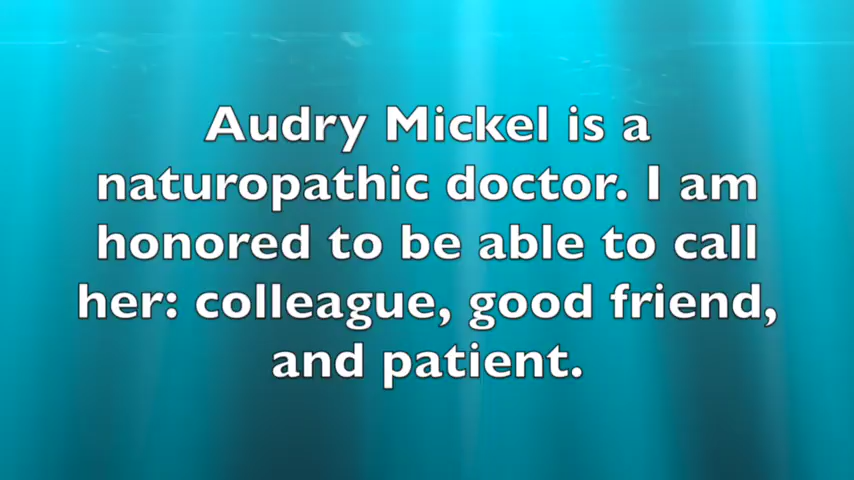 Audry Mickel is a
naturopathic doctor. I am
honored to be able to call
her: colleague, good friend,
and patient.